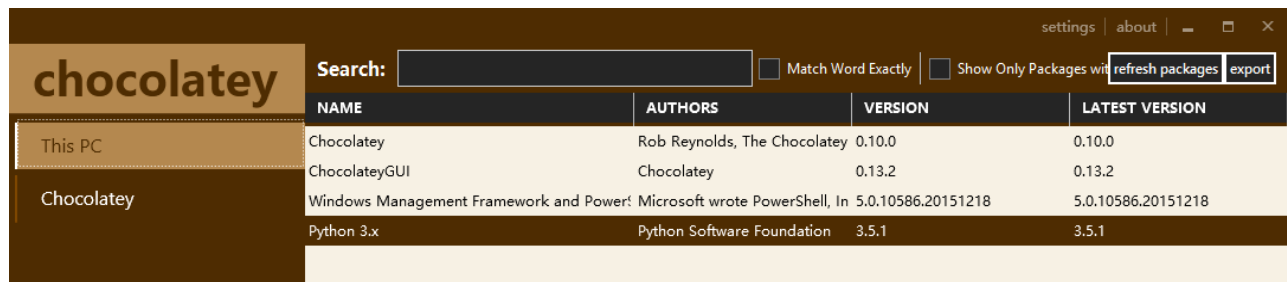 settings about
chocolatey
Search: Match Word Exactly Show Only Packages wit refresh packages export
NAME AUTHORS VERSION LATEST VERSION
This PC
Chocolatey Rob Reynolds, The Chocolatey 0.10.0 0.10.0
ChocolateyGUI Chocolatey 0.13.2 0.13.2
Chocolatey
Windows Management Framework and PowerS Microsoft wrote PowerShell, In 5.0.10586.20151218 5.0.10586.20151218
Python 3.x Python Software Foundation 3.5.1 3.5.1